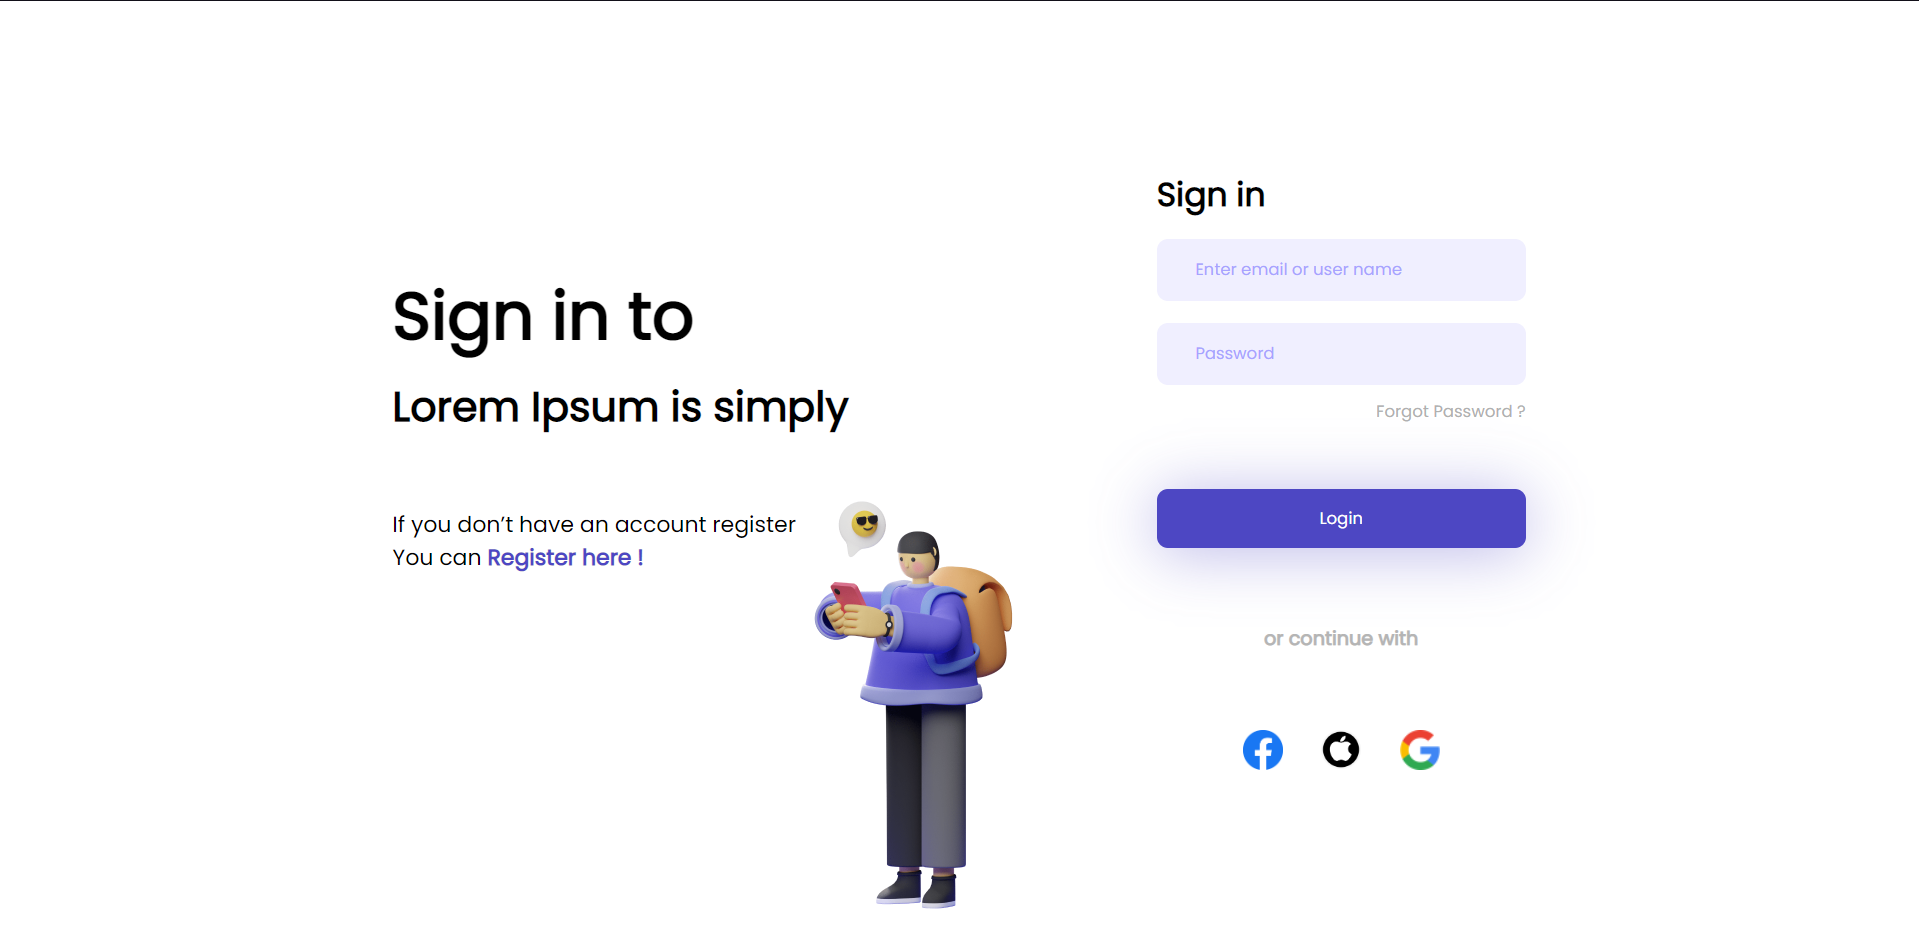 Sign in to
Lorem Ipsum is simply
If you don’t have an account register
You can Register here !
Sign in
Enter email or user name
Password
Forgot Password ?
Login
or continue with